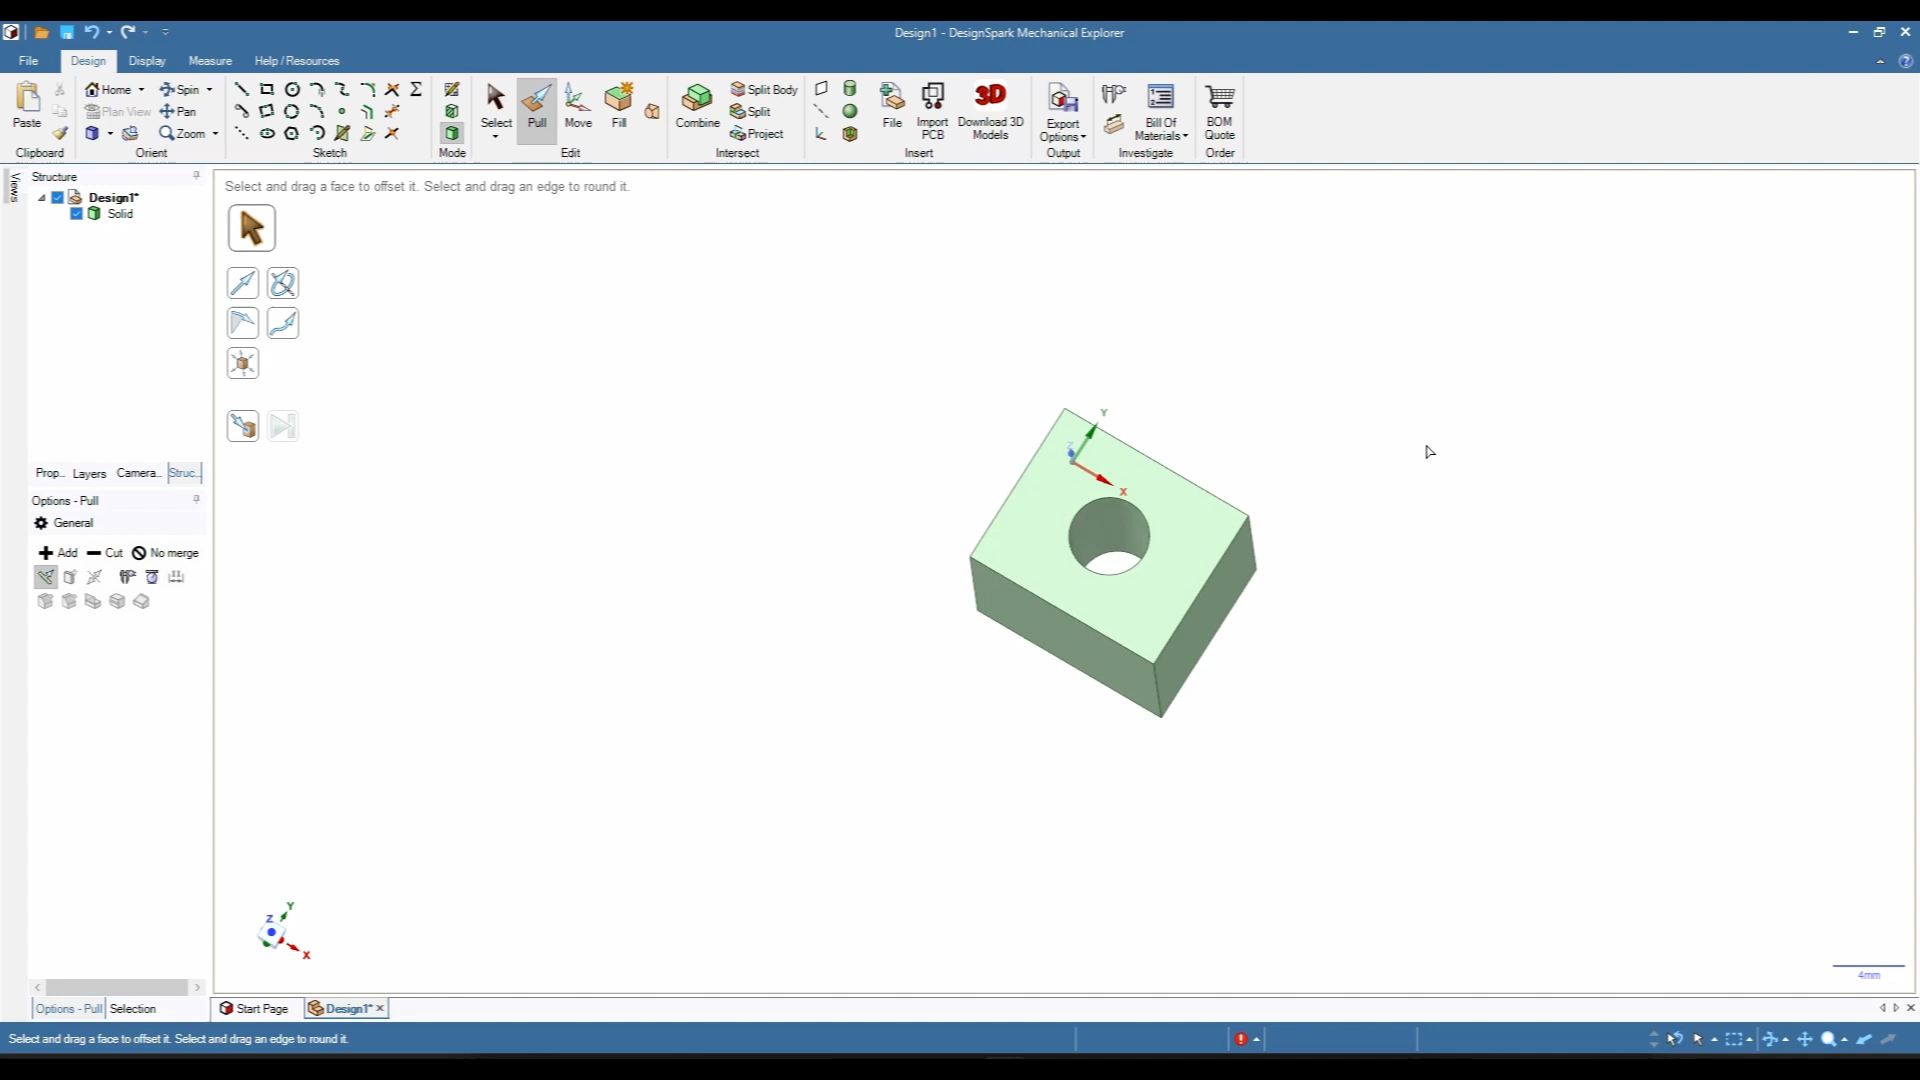 Design1 - DesignSpark Mechanical Explorer
File Design Display Measure Help / Resources
Paste
Clipboard
Home Spin
Plan View Pan
Zoom
Orient
Sketch
Mode
Select Pull Move Fill
Edit
Combine Split Body
Split
Project
Intersect
File Import PCB Download 3D Models
3D
Insert
Export Options
Output
Bill Of Materials
Investigate
BOM Quote
Order
Views
Structure
Design1*
Solid
Select and drag a face to offset it. Select and drag an edge to round it.
Prop... Layers Camera... Struc...
Options - Pull
General
Add Cut No merge
Y
Z
X
Y
Z
X
4mm
Options - Pull Selection Start Page Design1*
Select and drag a face to offset it. Select and drag an edge to round it.